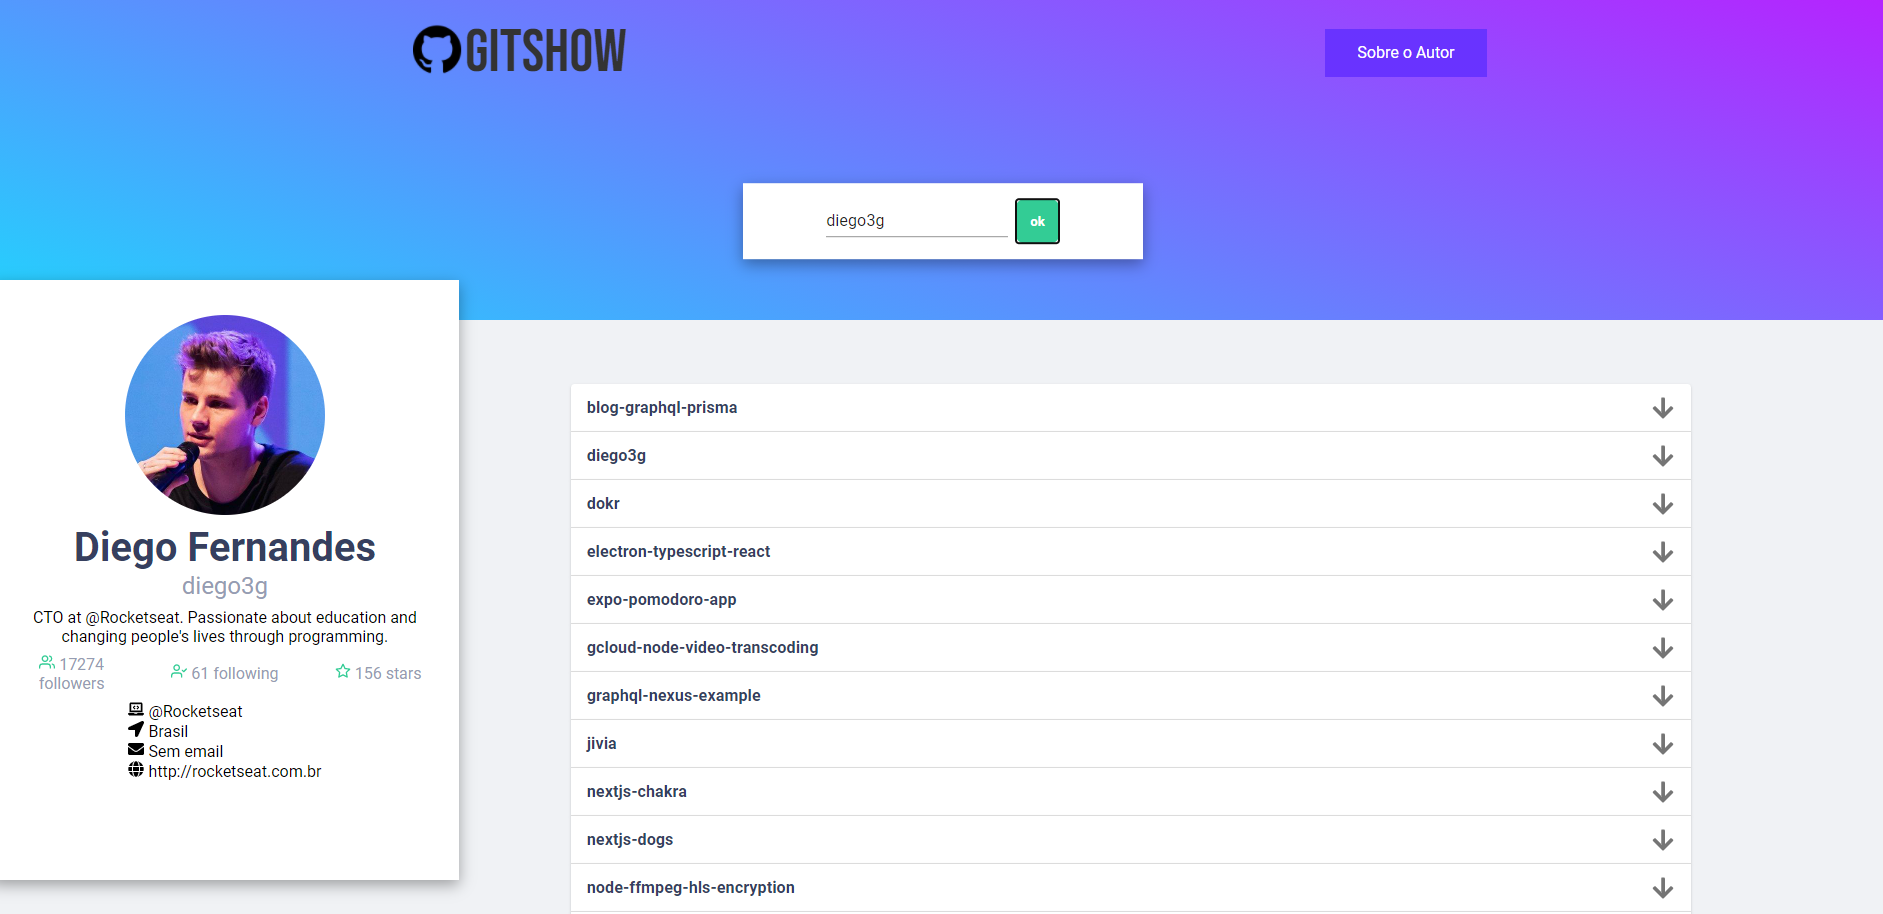 GITSHOW
Sobre o Autor
diego3g
ok
Diego Fernandes
diego3g
CTO at @Rocketseat. Passionate about education and
changing people's lives through programming.
17274
followers
61 following
156 stars
@Rocketseat
Brasil
Sem email
http://rocketseat.com.br
blog-graphql-prisma
diego3g
dokr
electron-typescript-react
expo-pomodoro-app
gcloud-node-video-transcoding
graphql-nexus-example
jivia
nextjs-chakra
nextjs-dogs
node-ffmpeg-hls-encryption